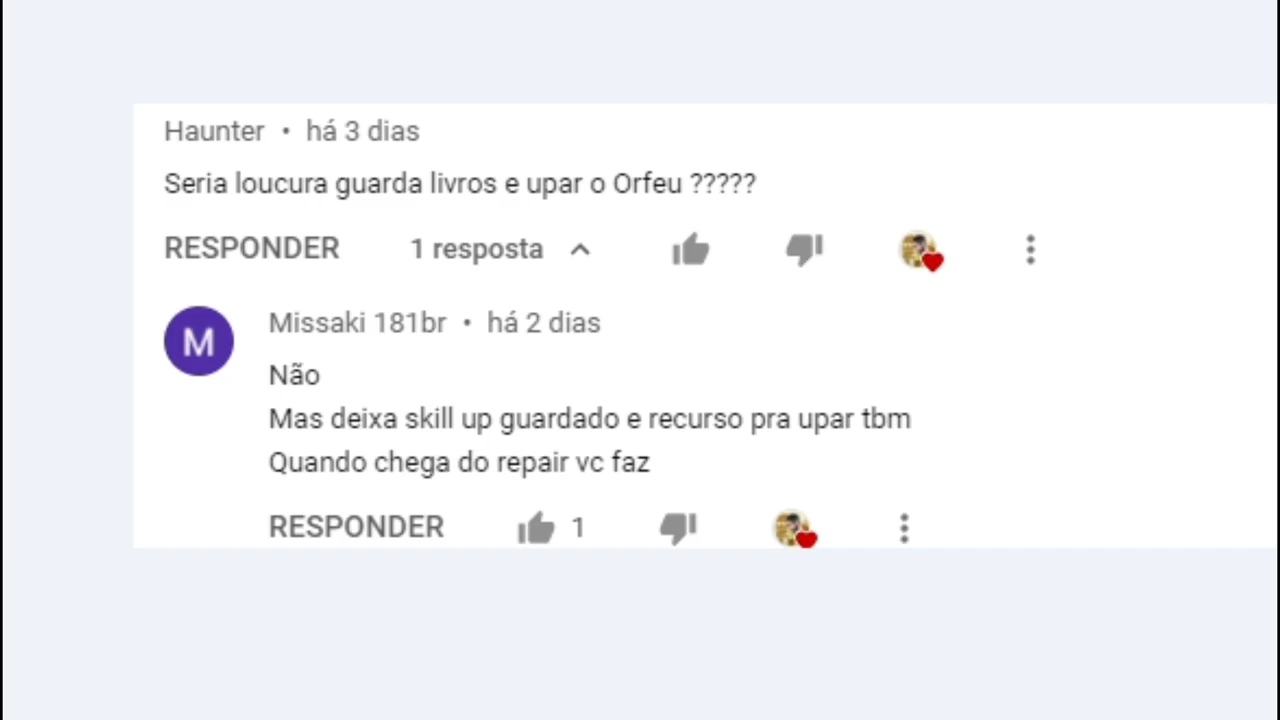 Haunter • há 3 dias
Seria loucura guarda livros e upar o Orfeu ?????
RESPONDER 1 resposta
M
Missaki 181br • há 2 dias
Não
Mas deixa skill up guardado e recurso pra upar tbm
Quando chega do repair vc faz
RESPONDER 1